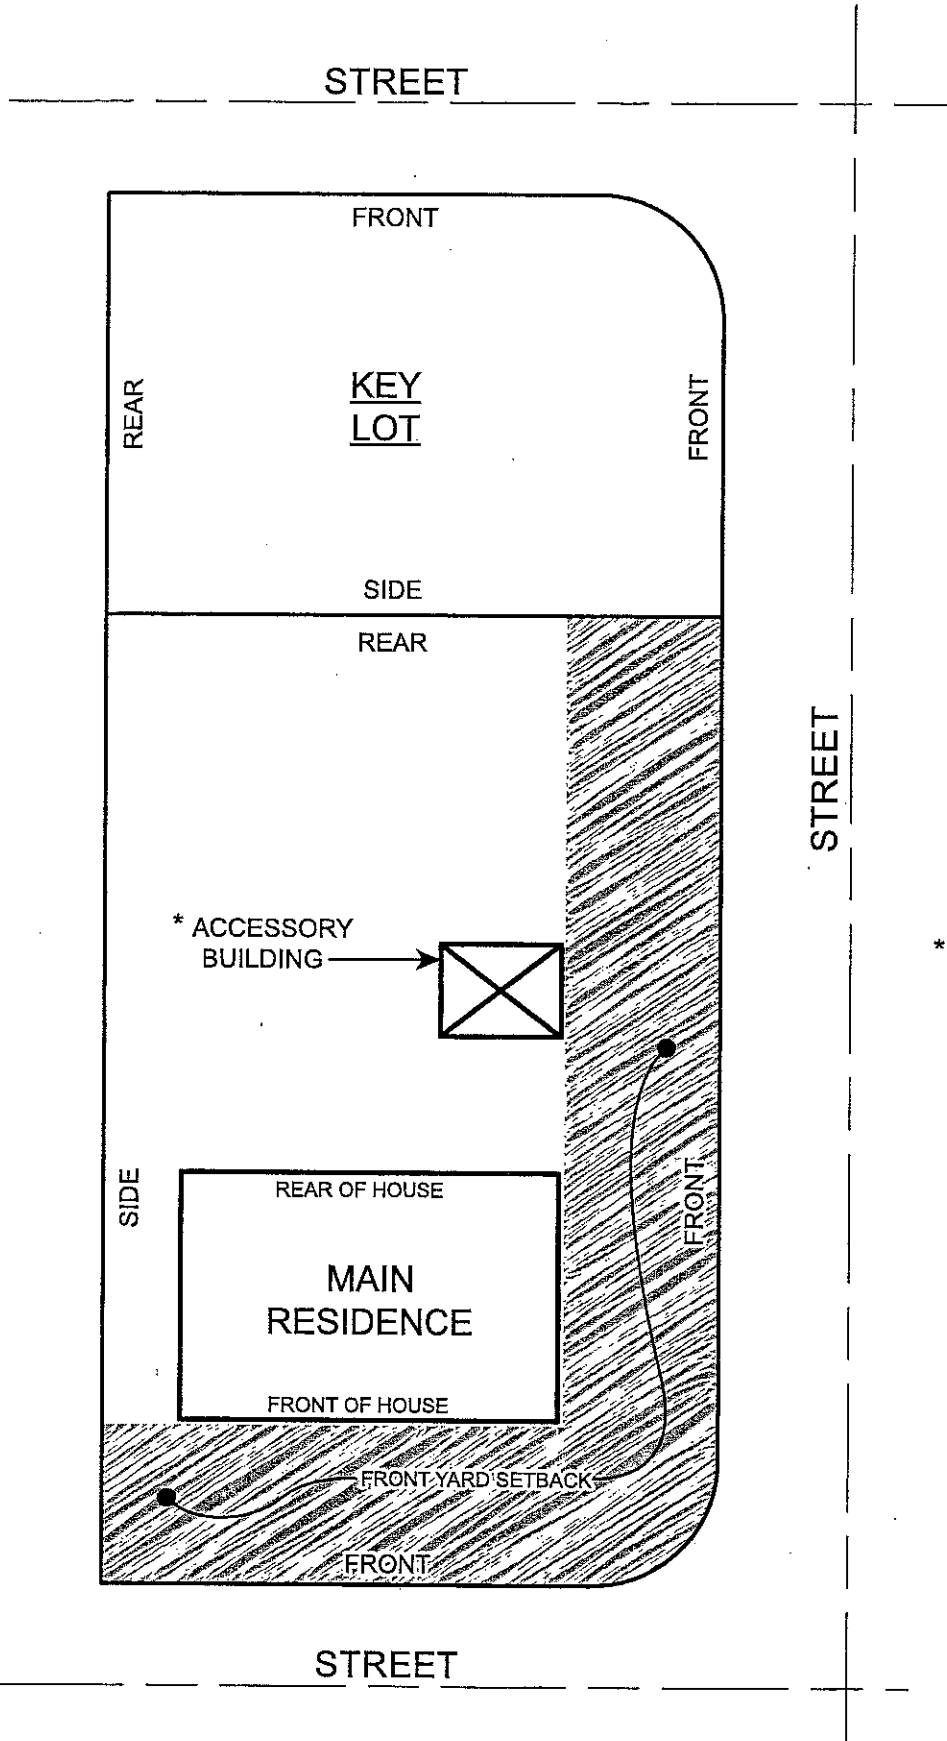 STREET
FRONT
REAR
KEY
LOT
FRONT
SIDE
REAR
STREET
* ACCESSORY
BUILDING
*
SIDE
REAR OF HOUSE
FRONT
MAIN
RESIDENCE
FRONT OF HOUSE
FRONT YARD SETBACK
FRONT
STREET